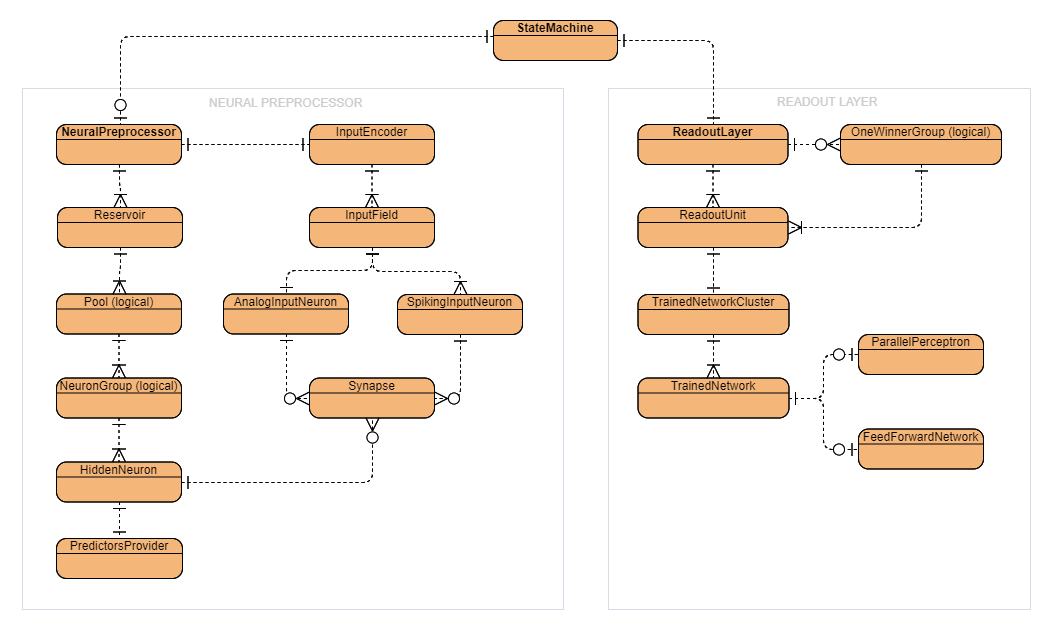 StateMachine
NEURAL PREPROCESSOR
READOUT LAYER
NeuralPreprocessor
InputEncoder
ReadoutLayer
OneWinnerGroup (logical)
Reservoir
InputField
ReadoutUnit
Pool (logical)
AnalogInputNeuron
SpikingInputNeuron
TrainedNetworkCluster
ParallelPerceptron
NeuronGroup (logical)
Synapse
TrainedNetwork
FeedForwardNetwork
HiddenNeuron
PredictorsProvider